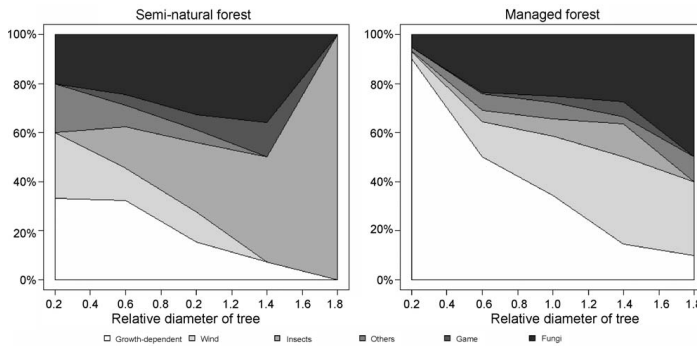 Semi-natural forest
Managed forest
100%
80%
60%
40%
20%
0%
0.2 0.4 0.6 0.2 1.2 1.4 1.6 1.8
Relative diameter of tree
100%
80%
60%
40%
20%
0%
0.2 0.4 0.6 0.8 1.0 1.2 1.4 1.6 1.8
Relative diameter of tree
Growth-dependent Wind Insects Others Game Fungi